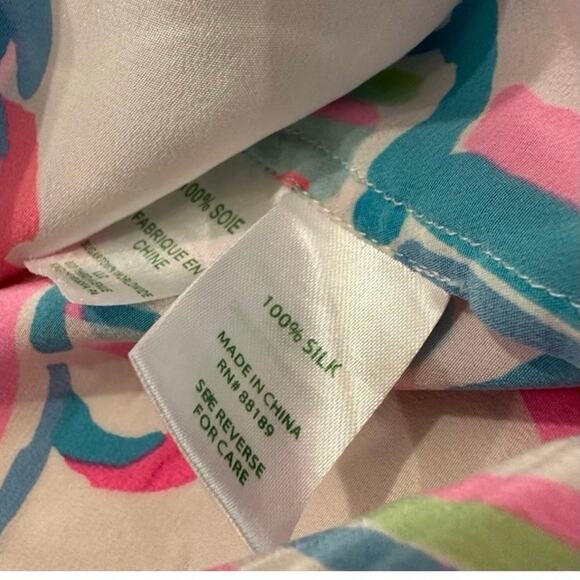 100% SOIE
FABRIQUE EN
CHINE
100% SILK
MADE IN CHINA
RN# 88189
SEE REVERSE
FOR CARE